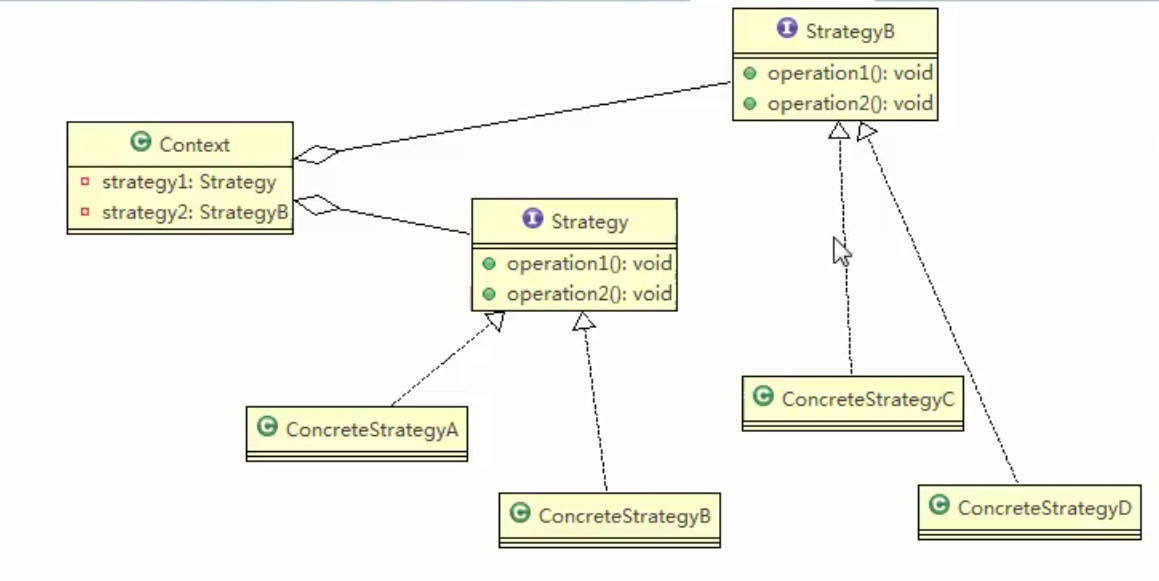 StrategyB
operation1(): void
operation2(): void
Context
strategy1: Strategy
strategy2: StrategyB
Strategy
operation1(): void
operation2(): void
ConcreteStrategyC
ConcreteStrategyA
ConcreteStrategyD
ConcreteStrategyB